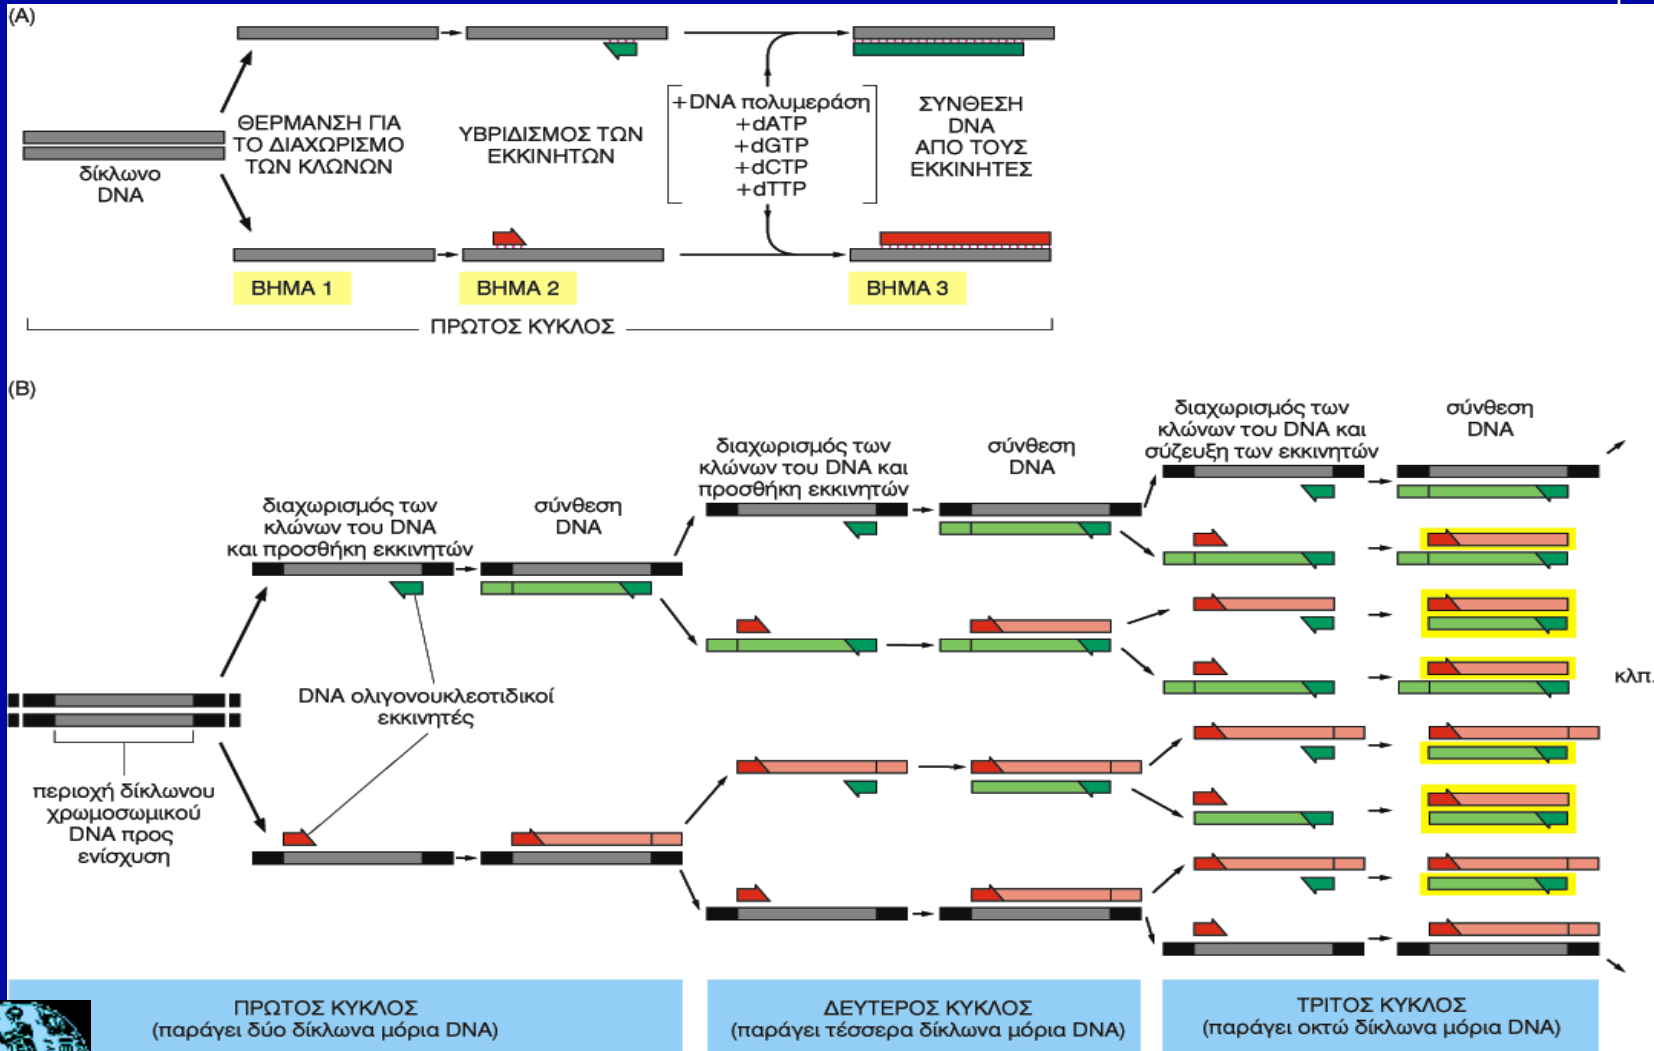 (A)
ΘΕΡΜΑΝΣΗ ΓΙΑ
ΤΟ ΔΙΑΧΩΡΙΣΜΟ
ΤΩΝ ΚΛΩΝΩΝ
ΥΒΡΙΔΙΣΜΟΣ ΤΩΝ
ΕΚΚΙΝΗΤΩΝ
+DNA πολυμεράση
+dATP
+dGTP
+dCTP
+dTTP
ΣΥΝΘΕΣΗ
DNA
ΑΠΟ ΤΟΥΣ
ΕΚΚΙΝΗΤΕΣ
δίκλωνο
DNA
ΒΗΜΑ 1
ΒΗΜΑ 2
ΒΗΜΑ 3
ΠΡΩΤΟΣ ΚΥΚΛΟΣ
(B)
διαχωρισμός των
κλώνων του DNA
και προσθήκη εκκινητών
σύνθεση
DNA
διαχωρισμός των
κλώνων του DNA και
προσθήκη εκκινητών
σύνθεση
DNA
διαχωρισμός των
κλώνων του DNA και
σύζευξη των εκκινητών
σύνθεση
DNA
DNA ολιγονουκλεοτιδικοί
εκκινητές
κλπ.
περιοχή δίκλωνου
χρωμοσωμικού
DNA προς
ενίσχυση
ΠΡΩΤΟΣ ΚΥΚΛΟΣ
(παράγει δύο δίκλωνα μόρια DNA)
ΔΕΥΤΕΡΟΣ ΚΥΚΛΟΣ
(παράγει τέσσερα δίκλωνα μόρια DNA)
ΤΡΙΤΟΣ ΚΥΚΛΟΣ
(παράγει οκτώ δίκλωνα μόρια DNA)